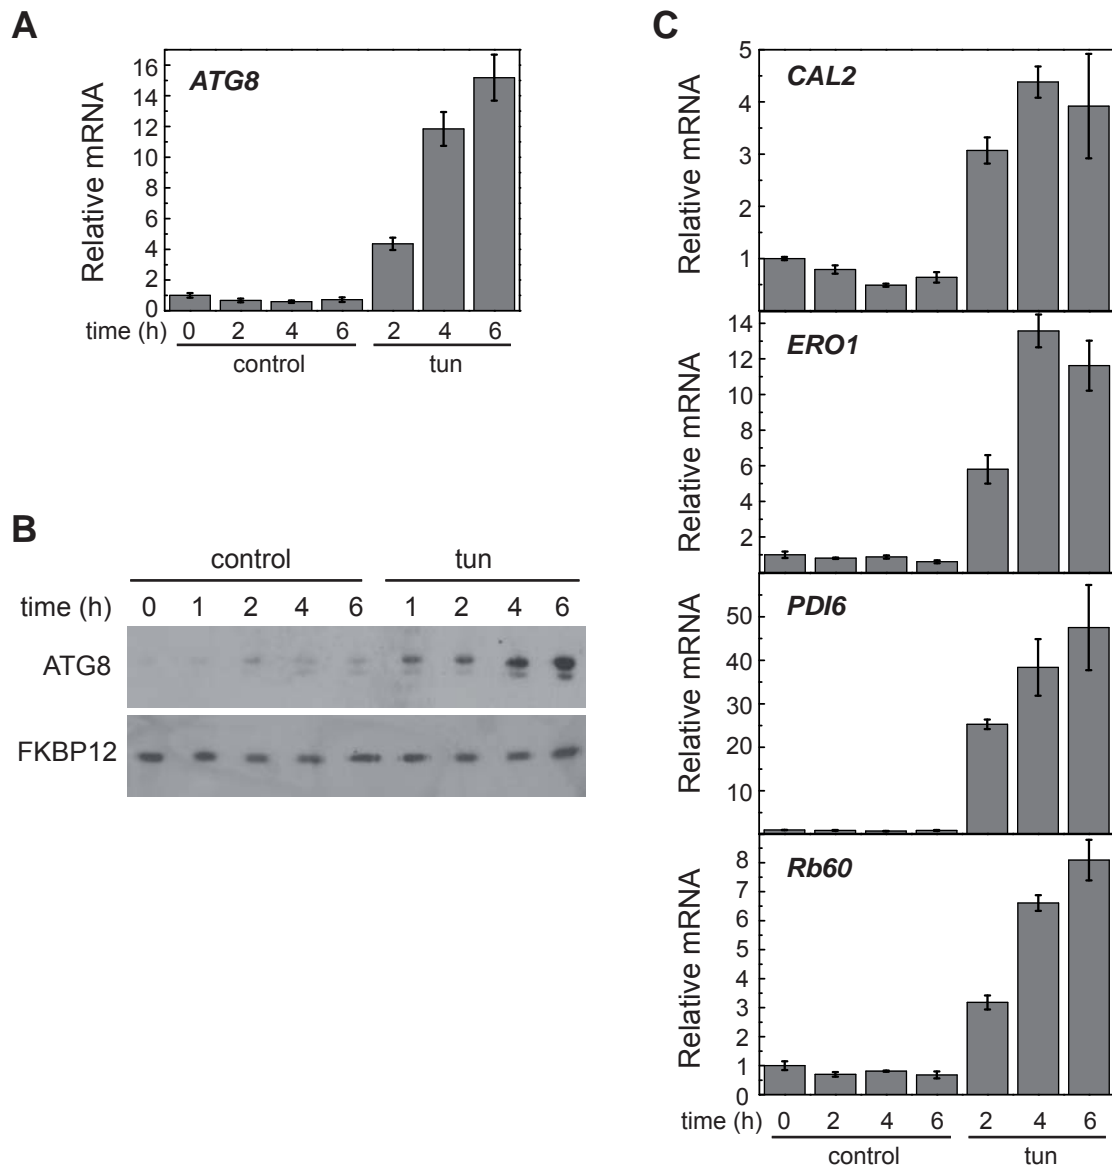 A
ATG8
Relative mRNA
16
14
12
10
8
6
4
2
0
time (h) 0 2 4 6 2 4 6
control tun
B
control tun
time (h) 0 1 2 4 6 1 2 4 6
ATG8
FKBP12
C
CAL2
Relative mRNA
5
4
3
2
1
ERO1
Relative mRNA
14
12
10
8
6
4
2
PDI6
Relative mRNA
50
40
30
20
10
Rb60
Relative mRNA
8
7
6
5
4
3
2
1
0
time (h) 0 2 4 6 2 4 6
control tun